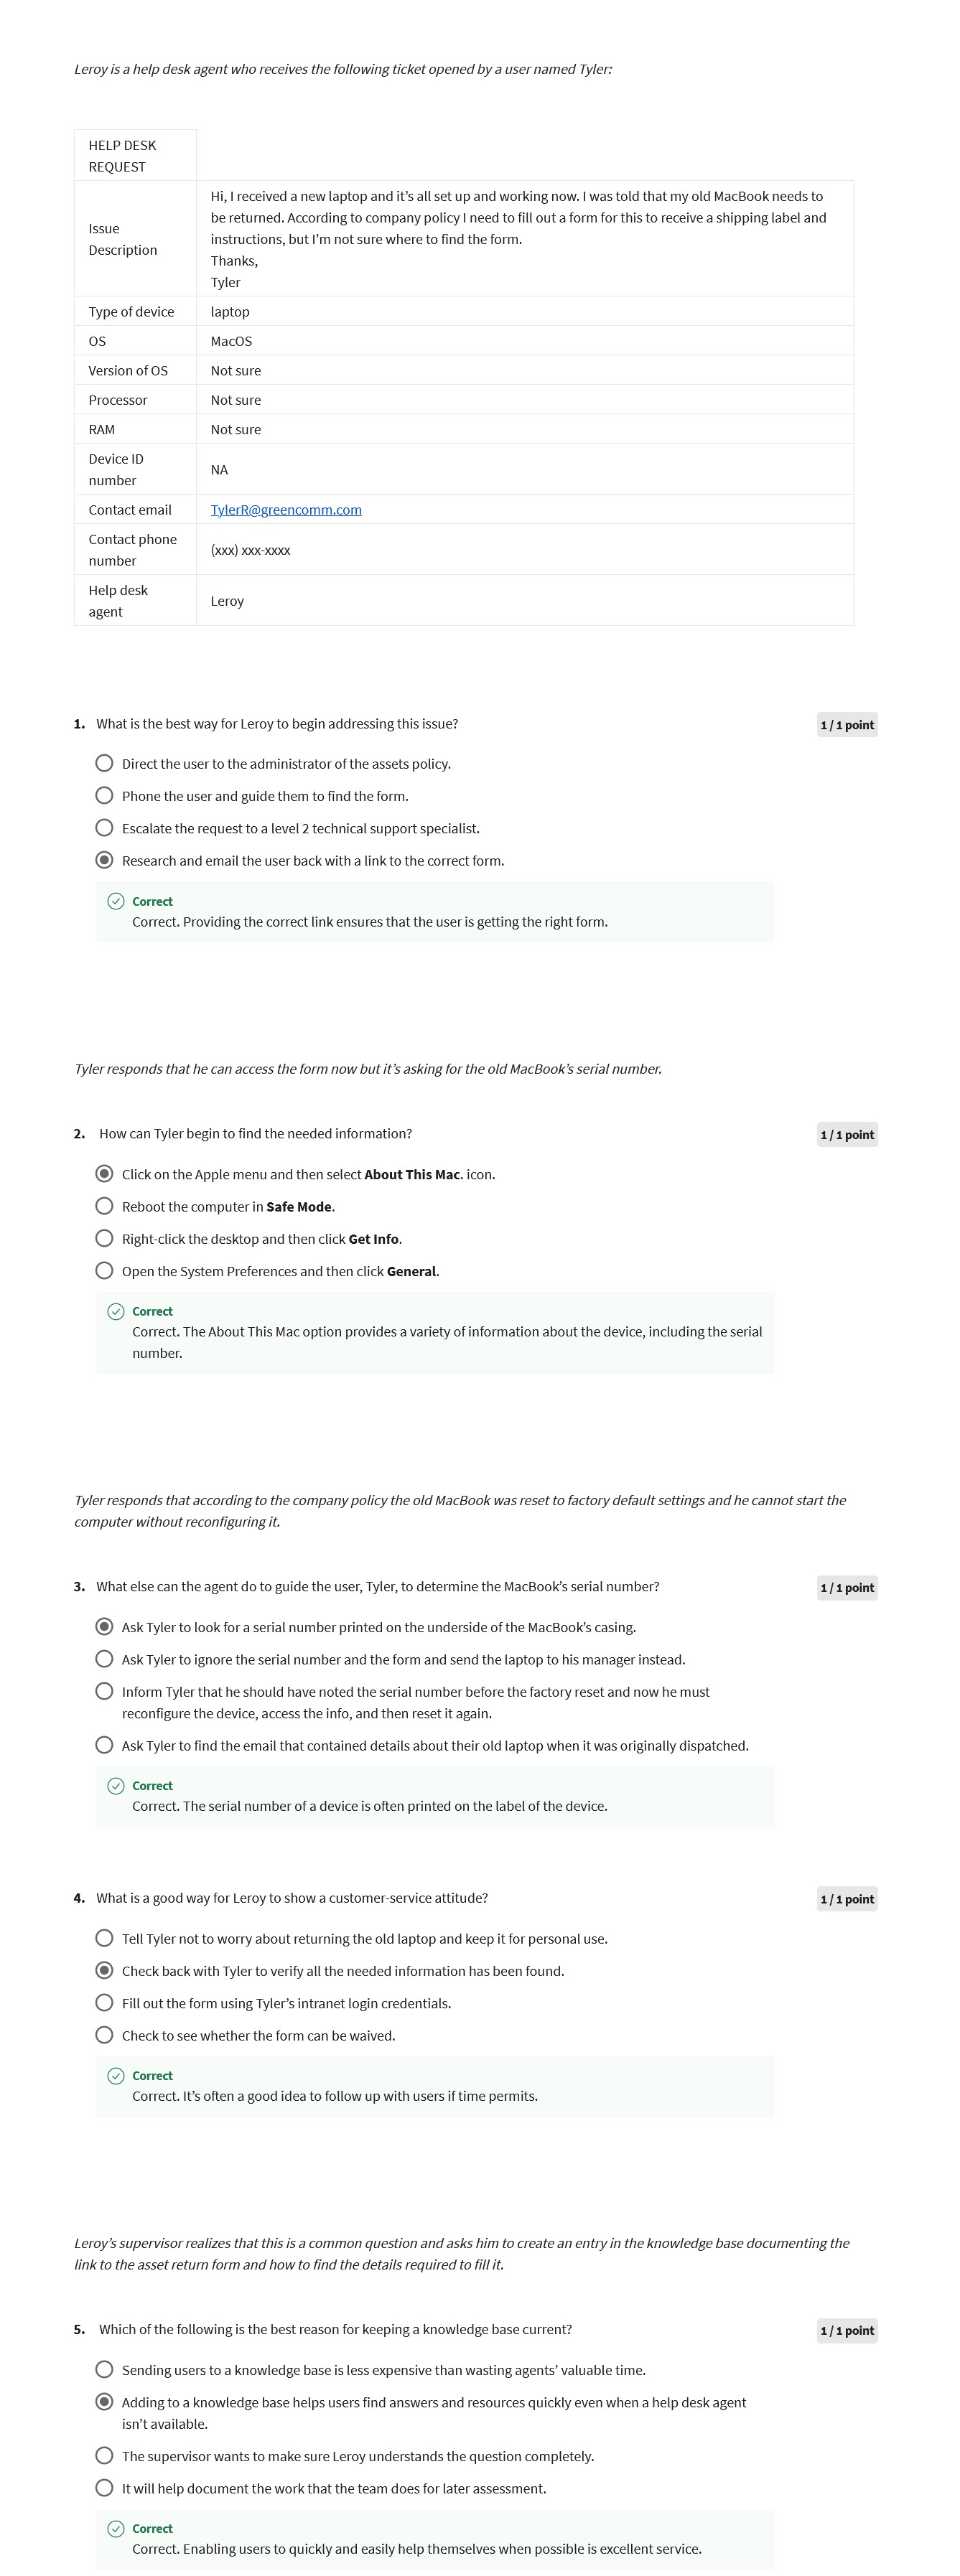 Leroy is a help desk agent who receives the following ticket opened by a user named Tyler:
HELP DESK
REQUEST
Issue
Description
Hi, I received a new laptop and it’s all set up and working now. I was told that my old MacBook needs to
be returned. According to company policy I need to fill out a form for this to receive a shipping label and
instructions, but I’m not sure where to find the form.
Thanks,
Tyler
Type of device
laptop
OS
MacOS
Version of OS
Not sure
Processor
Not sure
RAM
Not sure
Device ID
number
NA
Contact email
TylerR@greencomm.com
Contact phone
number
(xxx) xxx-xxxx
Help desk
agent
Leroy
1. What is the best way for Leroy to begin addressing this issue?
1 / 1 point
Direct the user to the administrator of the assets policy.
Phone the user and guide them to find the form.
Escalate the request to a level 2 technical support specialist.
Research and email the user back with a link to the correct form.
Correct
Correct. Providing the correct link ensures that the user is getting the right form.
Tyler responds that he can access the form now but it’s asking for the old MacBook’s serial number.
2. How can Tyler begin to find the needed information?
1 / 1 point
Click on the Apple menu and then select About This Mac. icon.
Reboot the computer in Safe Mode.
Right-click the desktop and then click Get Info.
Open the System Preferences and then click General.
Correct
Correct. The About This Mac option provides a variety of information about the device, including the serial
number.
Tyler responds that according to the company policy the old MacBook was reset to factory default settings and he cannot start the
computer without reconfiguring it.
3. What else can the agent do to guide the user, Tyler, to determine the MacBook’s serial number?
1 / 1 point
Ask Tyler to look for a serial number printed on the underside of the MacBook’s casing.
Ask Tyler to ignore the serial number and the form and send the laptop to his manager instead.
Inform Tyler that he should have noted the serial number before the factory reset and now he must
reconfigure the device, access the info, and then reset it again.
Ask Tyler to find the email that contained details about their old laptop when it was originally dispatched.
Correct
Correct. The serial number of a device is often printed on the label of the device.
4. What is a good way for Leroy to show a customer-service attitude?
1 / 1 point
Tell Tyler not to worry about returning the old laptop and keep it for personal use.
Check back with Tyler to verify all the needed information has been found.
Fill out the form using Tyler’s intranet login credentials.
Check to see whether the form can be waived.
Correct
Correct. It’s often a good idea to follow up with users if time permits.
Leroy’s supervisor realizes that this is a common question and asks him to create an entry in the knowledge base documenting the
link to the asset return form and how to find the details required to fill it.
5. Which of the following is the best reason for keeping a knowledge base current?
1 / 1 point
Sending users to a knowledge base is less expensive than wasting agents’ valuable time.
Adding to a knowledge base helps users find answers and resources quickly even when a help desk agent
isn’t available.
The supervisor wants to make sure Leroy understands the question completely.
It will help document the work that the team does for later assessment.
Correct
Correct. Enabling users to quickly and easily help themselves when possible is excellent service.